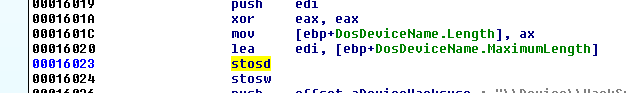 00016019 push edi
0001601A xor eax, eax
0001601C mov [ebp+DosDeviceName.Length], ax
00016020 lea edi, [ebp+DosDeviceName.MaximumLength]
00016023 stosd
00016024 stosw
00016026 push offset aDeviceHacksys